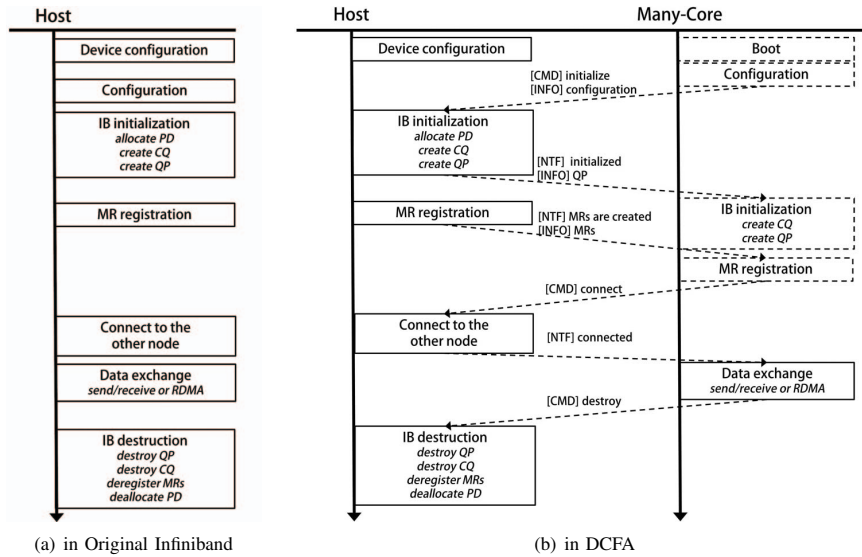 Host
Device configuration
Configuration
IB initialization
allocate PD
create CQ
create QP
MR registration
Connect to the
other node
Data exchange
send/receive or RDMA
IB destruction
destroy QP
destroy CQ
deregister MRs
deallocate PD
(a) in Original Infiniband
Host
Many-Core
Device configuration
Boot
Configuration
[CMD] initialize
[INFO] configuration
IB initialization
allocate PD
create CQ
create QP
[NTF] initialized
[INFO] QP
IB initialization
create CQ
create QP
MR registration
[NTF] MRs are created
[INFO] MRs
MR registration
[CMD] connect
Connect to the
other node
[NTF] connected
Data exchange
send/receive or RDMA
[CMD] destroy
IB destruction
destroy QP
destroy CQ
deregister MRs
deallocate PD
(b) in DCFA